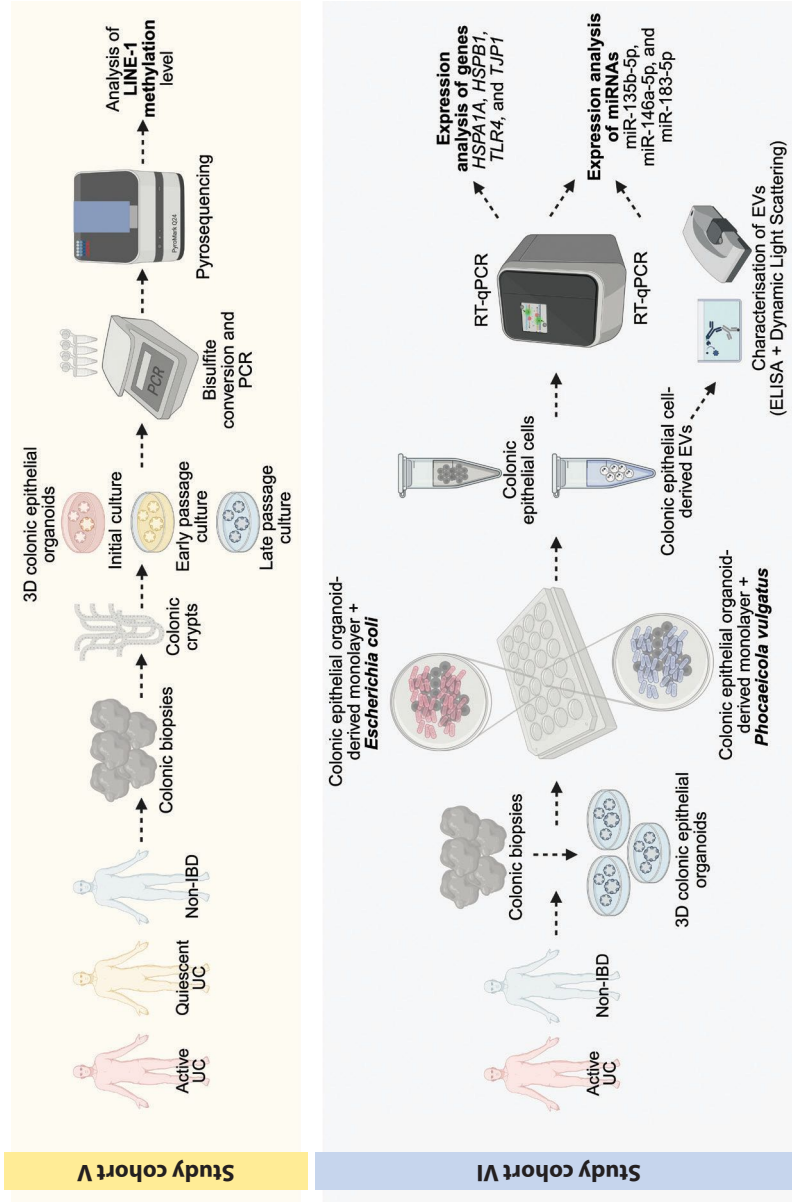 Study cohort V
Active
UC
Quiescent
UC
Non-IBD
Colonic biopsies
Colonic
crypts
3D colonic epithelial
organoids
Initial culture
Early passage
culture
Late passage
culture
PCR
Bisulfite
conversion and
PCR
PyroMark Q24
Pyrosequencing
Analysis of
LINE-1
methylation
level
Study cohort VI
Active
UC
Non-IBD
Colonic biopsies
3D colonic epithelial
organoids
Colonic epithelial organoid-
derived monolayer +
Escherichia coli
Colonic epithelial organoid-
derived monolayer +
Phocaeicola vulgatus
Colonic
epithelial cells
Colonic epithelial cell-
derived EVs
RT-qPCR
RT-qPCR
Characterisation of EVs
(ELISA + Dynamic Light Scattering)
Expression
analysis of genes
HSPA1A, HSPB1,
TLR4, and TJP1
Expression analysis
of miRNAs
miR-135b-5p,
miR-146a-5p, and
miR-183-5p